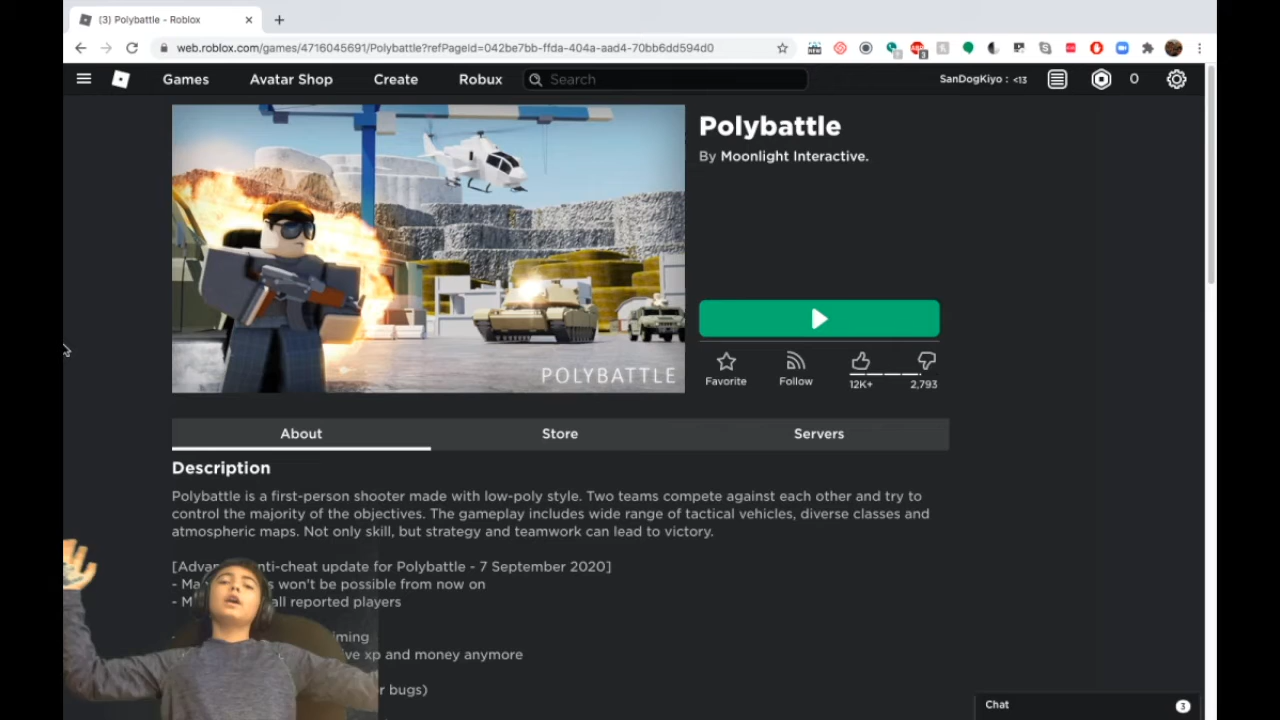 (3) Polybattle - Roblox
web.roblox.com/games/4716045691/Polybattle?refPageId=042be7bb-ffda-404a-aad4-70bb6dd594d0
Games Avatar Shop Create Robux Search SanDogKiyo : <13 0
Polybattle
By Moonlight Interactive.
POLYBATTLE
Favorite Follow 12K+ 2,793
About Store Servers
Description
Polybattle is a first-person shooter made with low-poly style. Two teams compete against each other and try to
control the majority of the objectives. The gameplay includes wide range of tactical vehicles, diverse classes and
atmospheric maps. Not only skill, but strategy and teamwork can lead to victory.
update for Polybattle - 7 September 2020]
won't be possible from now on
all reported players
xp and money anymore
bugs)
Chat 3